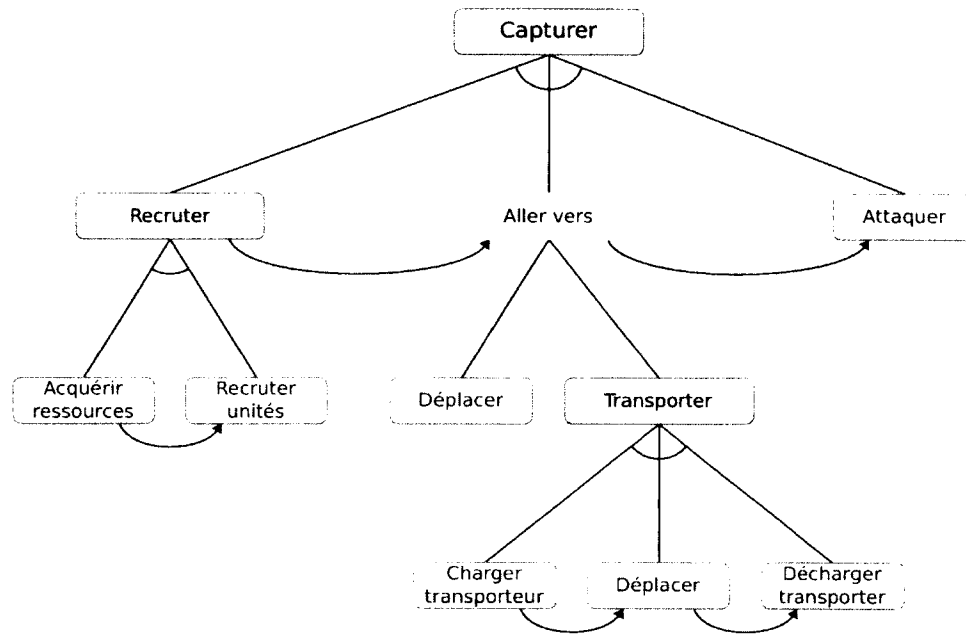 Capturer
Recruter
Aller vers
Attaquer
Acquérir
ressources
Recruter
unités
Déplacer
Transporter
Charger
transporteur
Déplacer
Décharger
transporter